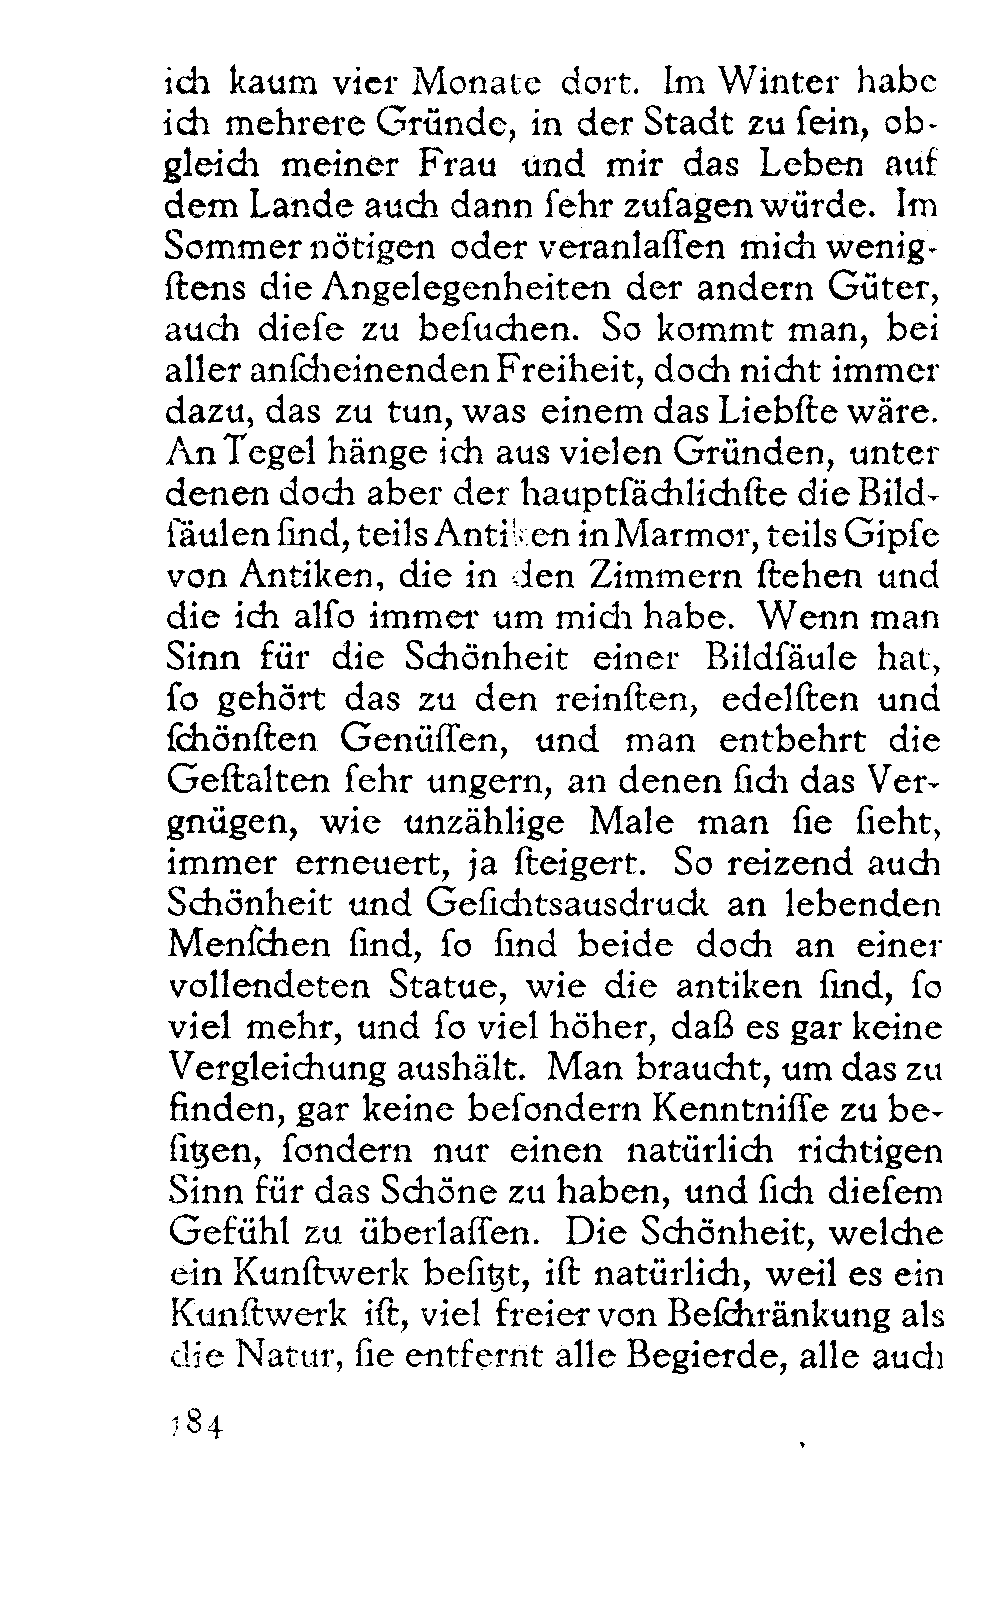 ich kaum vier Monate dort. Im Winter habe
ich mehrere Gründe, in der Stadt zu ſein, ob-
gleich meiner Frau und mir das Leben auf
dem Lande auch dann ſehr zuſagen würde. Im
Sommer nötigen oder veranlaſſen mich wenig-
ſtens die Angelegenheiten der andern Güter,
auch dieſe zu beſuchen. So kommt man, bei
aller anſcheinenden Freiheit, doch nicht immer
dazu, das zu tun, was einem das Liebſte wäre.
An Tegel hänge ich aus vielen Gründen, unter
denen doch aber der hauptſächlichſte die Bild-
ſäulen ſind, teils Antiken in Marmor, teils Gipſe
von Antiken, die in den Zimmern ſtehen und
die ich alſo immer um mich habe. Wenn man
Sinn für die Schönheit einer Bildſäule hat,
ſo gehört das zu den reinſten, edelſten und
ſchönſten Genüſſen, und man entbehrt die
Geſtalten ſehr ungern, an denen ſich das Ver-
gnügen, wie unzählige Male man ſie ſieht,
immer erneuert, ja ſteigert. So reizend auch
Schönheit und Geſichtsausdruck an lebenden
Menſchen ſind, ſo ſind beide doch an einer
vollendeten Statue, wie die antiken ſind, ſo
viel mehr, und ſo viel höher, daß es gar keine
Vergleichung aushält. Man braucht, um das zu
finden, gar keine beſondern Kenntniſſe zu be-
ſitzen, ſondern nur einen natürlich richtigen
Sinn für das Schöne zu haben, und ſich dieſem
Gefühl zu überlaſſen. Die Schönheit, welche
ein Kunſtwerk beſitzt, iſt natürlich, weil es ein
Kunſtwerk iſt, viel freier von Beſchränkung als
die Natur, ſie entfernt alle Begierde, alle auch
184